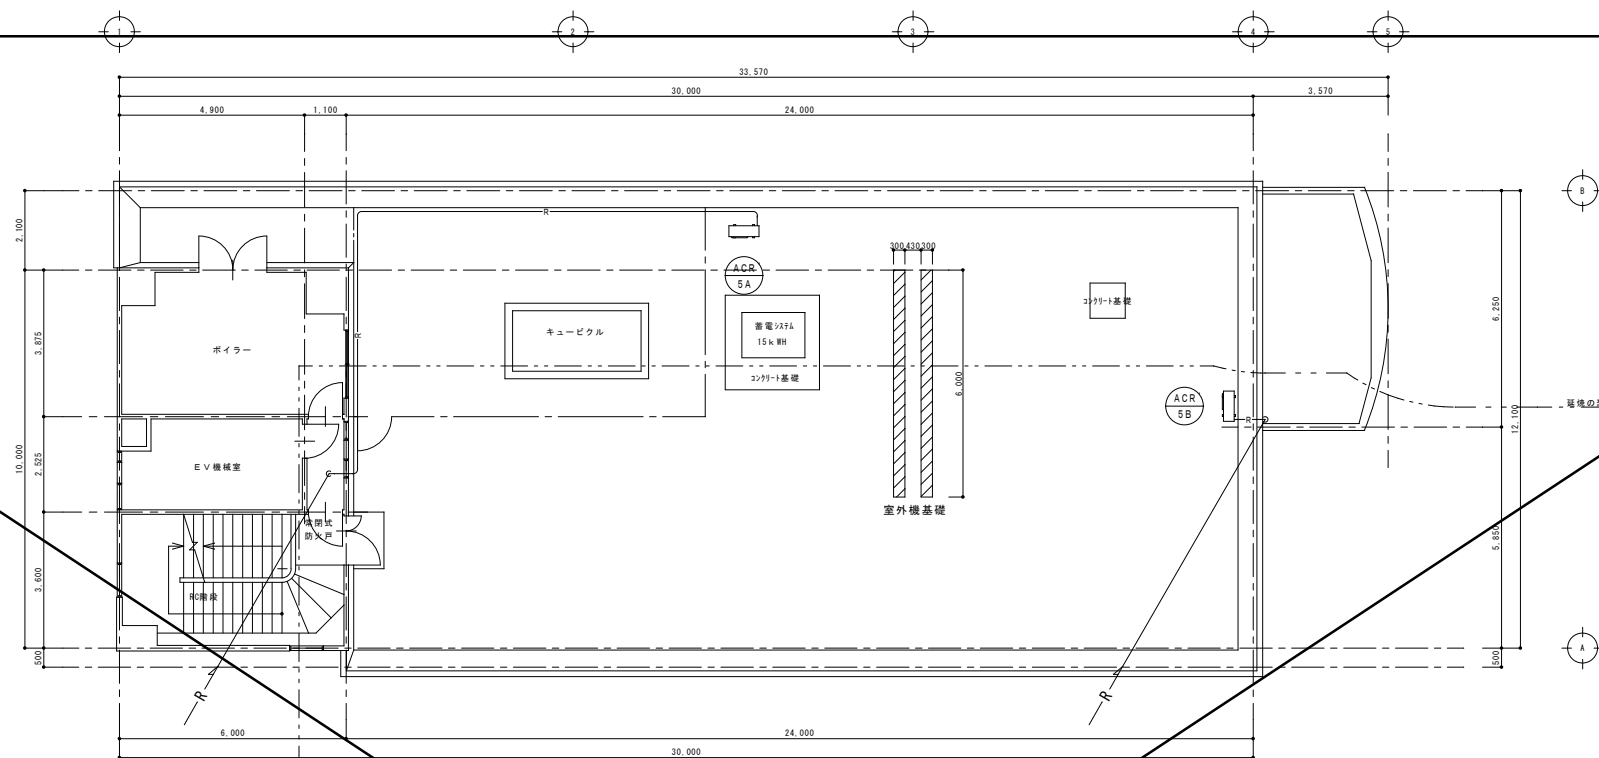 1
2
3
4
5
33,570
30,000
3,570
4,900
1,100
24,000
B
2,100
R
300 430 300
ACR
5A
コンクリート基礎
キュービクル
蓄電システム
15kWH
ボイラー
R
3,875
6,250
コンクリート基礎
6,000
ACR
5B
12,100
R
10,000
2,525
EV機械室
室外機基礎
常閉式
防火戸
5,850
3,600
RC階段
A
500
500
R
R
6,000
24,000
30,000